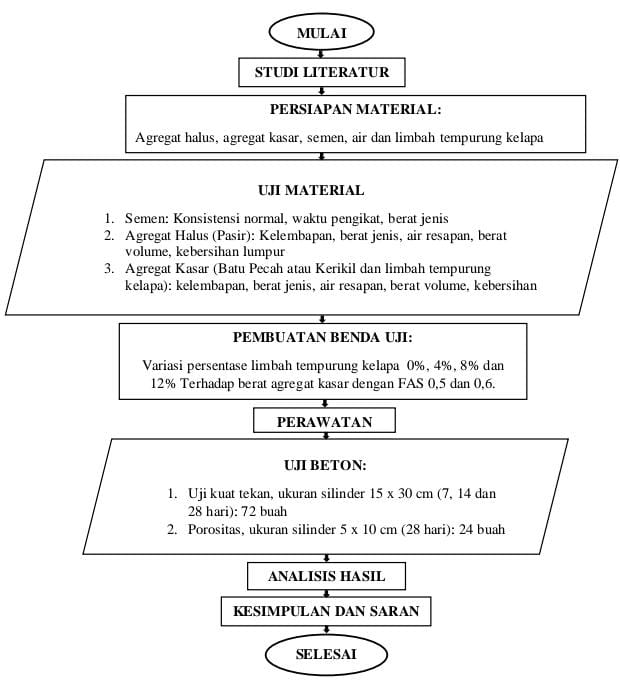 MULAI
STUDI LITERATUR
PERSIAPAN MATERIAL:
Agregat halus, agregat kasar, semen, air dan limbah tempurung kelapa
UJI MATERIAL
1. Semen: Konsistensi normal, waktu pengikat, berat jenis
2. Agregat Halus (Pasir): Kelembapan, berat jenis, air resapan, berat
volume, kebersihan lumpur
3. Agregat Kasar (Batu Pecah atau Kerikil dan limbah tempurung
kelapa): kelembapan, berat jenis, air resapan, berat volume, kebersihan
PEMBUATAN BENDA UJI:
Variasi persentase limbah tempurung kelapa 0%, 4%, 8% dan
12% Terhadap berat agregat kasar dengan FAS 0,5 dan 0,6.
PERAWATAN
UJI BETON:
1. Uji kuat tekan, ukuran silinder 15 x 30 cm (7, 14 dan
28 hari): 72 buah
2. Porositas, ukuran silinder 5 x 10 cm (28 hari): 24 buah
ANALISIS HASIL
KESIMPULAN DAN SARAN
SELESAI